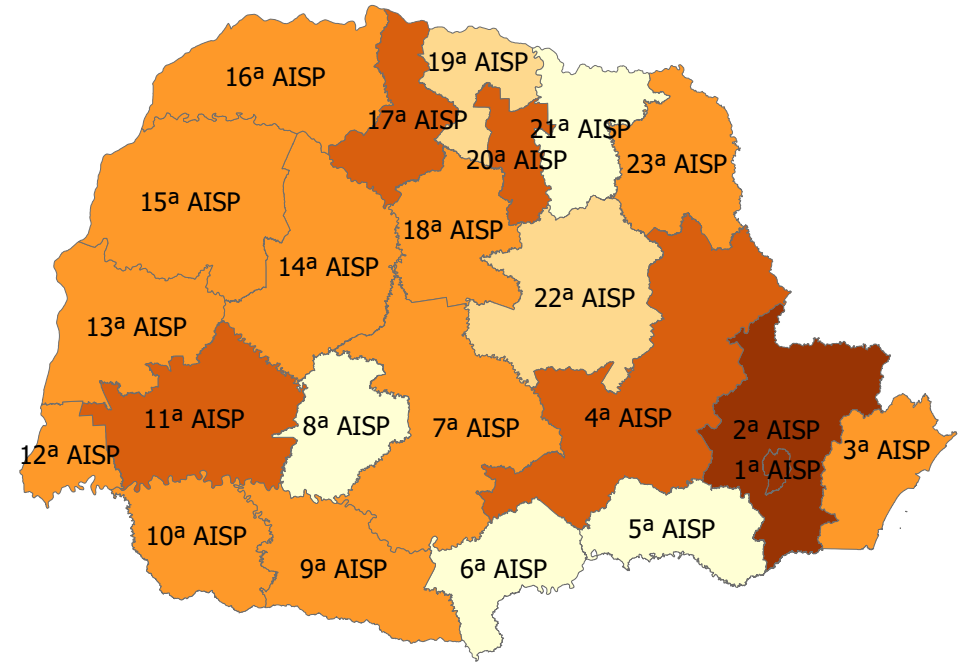 19ª AISP
16ª AISP
17ª AISP
21ª AISP
20ª AISP
23ª AISP
15ª AISP
18ª AISP
14ª AISP
22ª AISP
13ª AISP
11ª AISP
8ª AISP
7ª AISP
4ª AISP
2ª AISP
3ª AISP
12ª AISP
1ª AISP
10ª AISP
5ª AISP
9ª AISP
6ª AISP